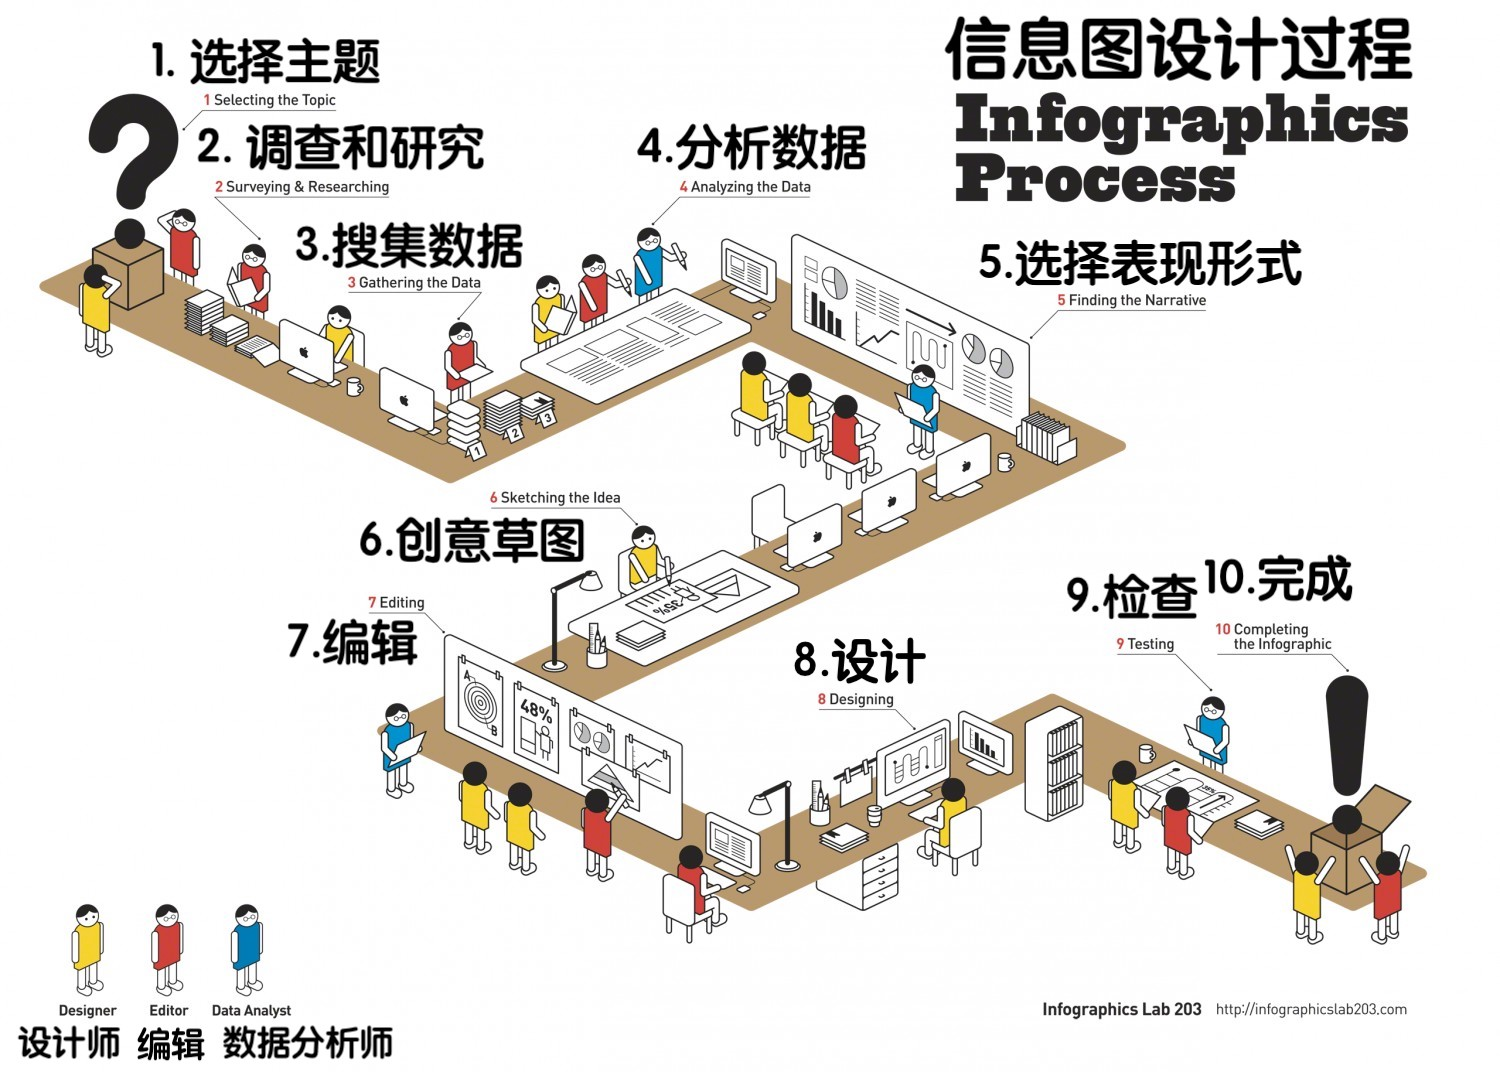 信息图设计过程
Infographics
Process
1. 选择主题
1 Selecting the Topic
2. 调查和研究
2 Surveying & Researching
3.搜集数据
3 Gathering the Data
4.分析数据
4 Analyzing the Data
5.选择表现形式
5 Finding the Narrative
1
2
3
6 Sketching the Idea
6.创意草图
35%
7 Editing
7.编辑
A
B
48%
8.设计
8 Designing
9.检查
9 Testing
10.完成
10 Completing
the Infographic
36%
Designer
Editor
Data Analyst
设计师
编辑
数据分析师
Infographics Lab 203
http://infographicslab203.com